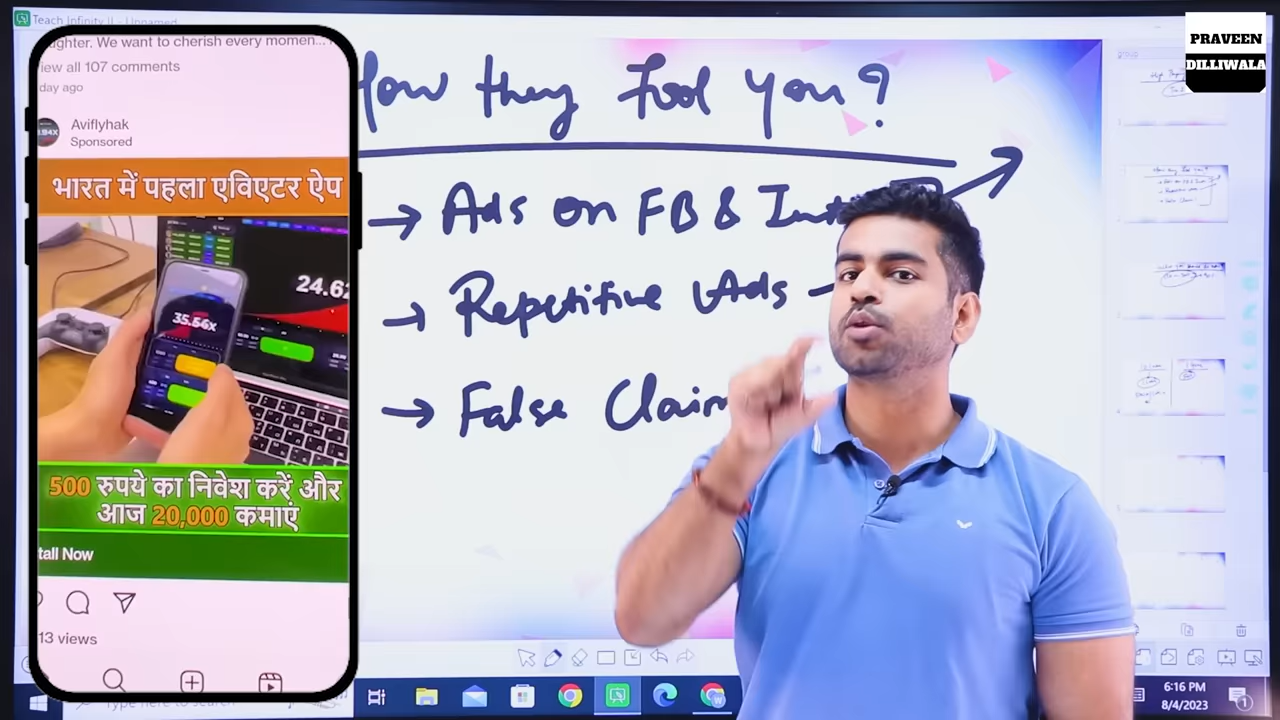 Teach Infinity II - Unnamed
ughter. We want to cherish every momen...
iew all 107 comments
day ago
Aviflyhak
Sponsored
भारत में पहला एविएटर ऐप
24.62
35.56x
500 रुपये का निवेश करें और
आज 20,000 कमाएं
tall Now
13 views
How they Fool You?
→ Ads on FB & Inst
→ Repetitive Ads
→ False Claim
PRAVEEN
DILLIWALA
Type here to search
6:16 PM
8/4/2023